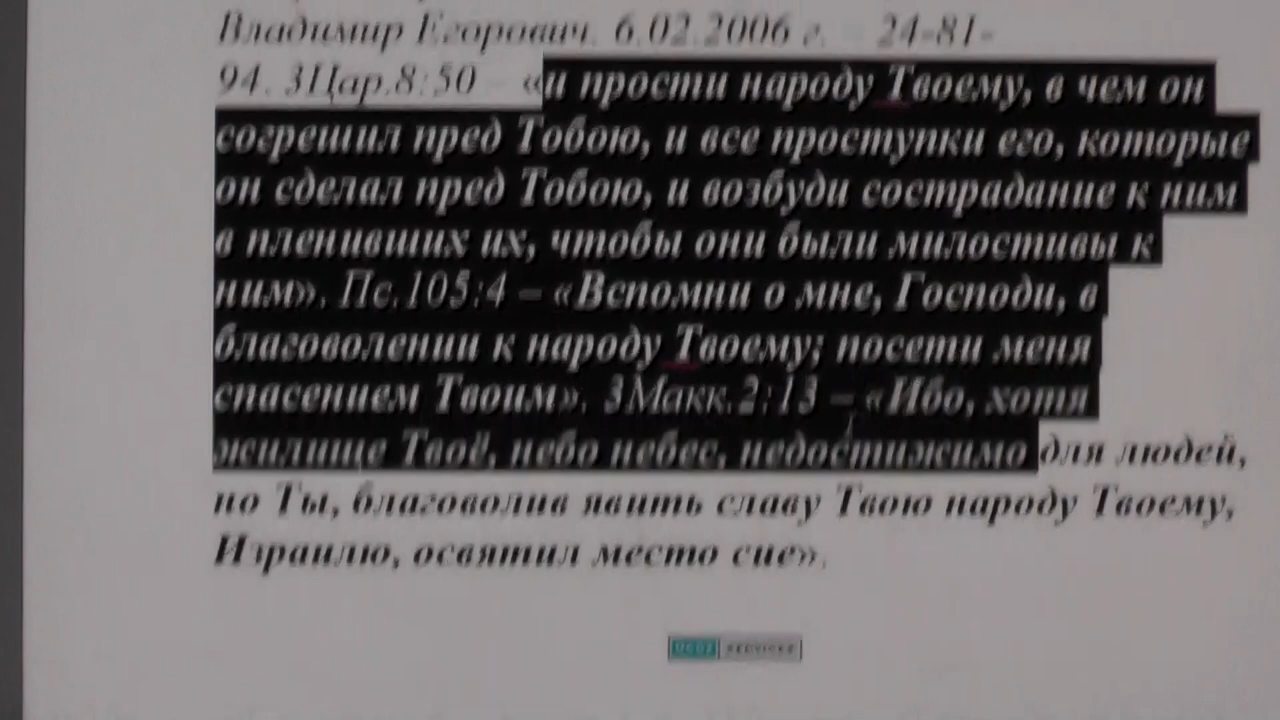 Владимир Егорович. 6.02.2006 г. – 24-81-
94. 3Цар.8:50 – «и прости народу Твоему, в чем он
согрешил пред Тобою, и все проступки его, которые
он сделал пред Тобою, и возбуди сострадание к ним
в пленивших их, чтобы они были милостивы к
ним». Пс.105:4 – «Вспомни о мне, Господи, в
благоволении к народу Твоему; посети меня
спасением Твоим». 3Макк.2:13 – «Ибо, хотя
жилище Твоё, небо небес, недостижимо для людей,
но Ты, благоволив явить славу Твою народу Твоему,
Израилю, освятил место сие».
UCOZ SERVICES